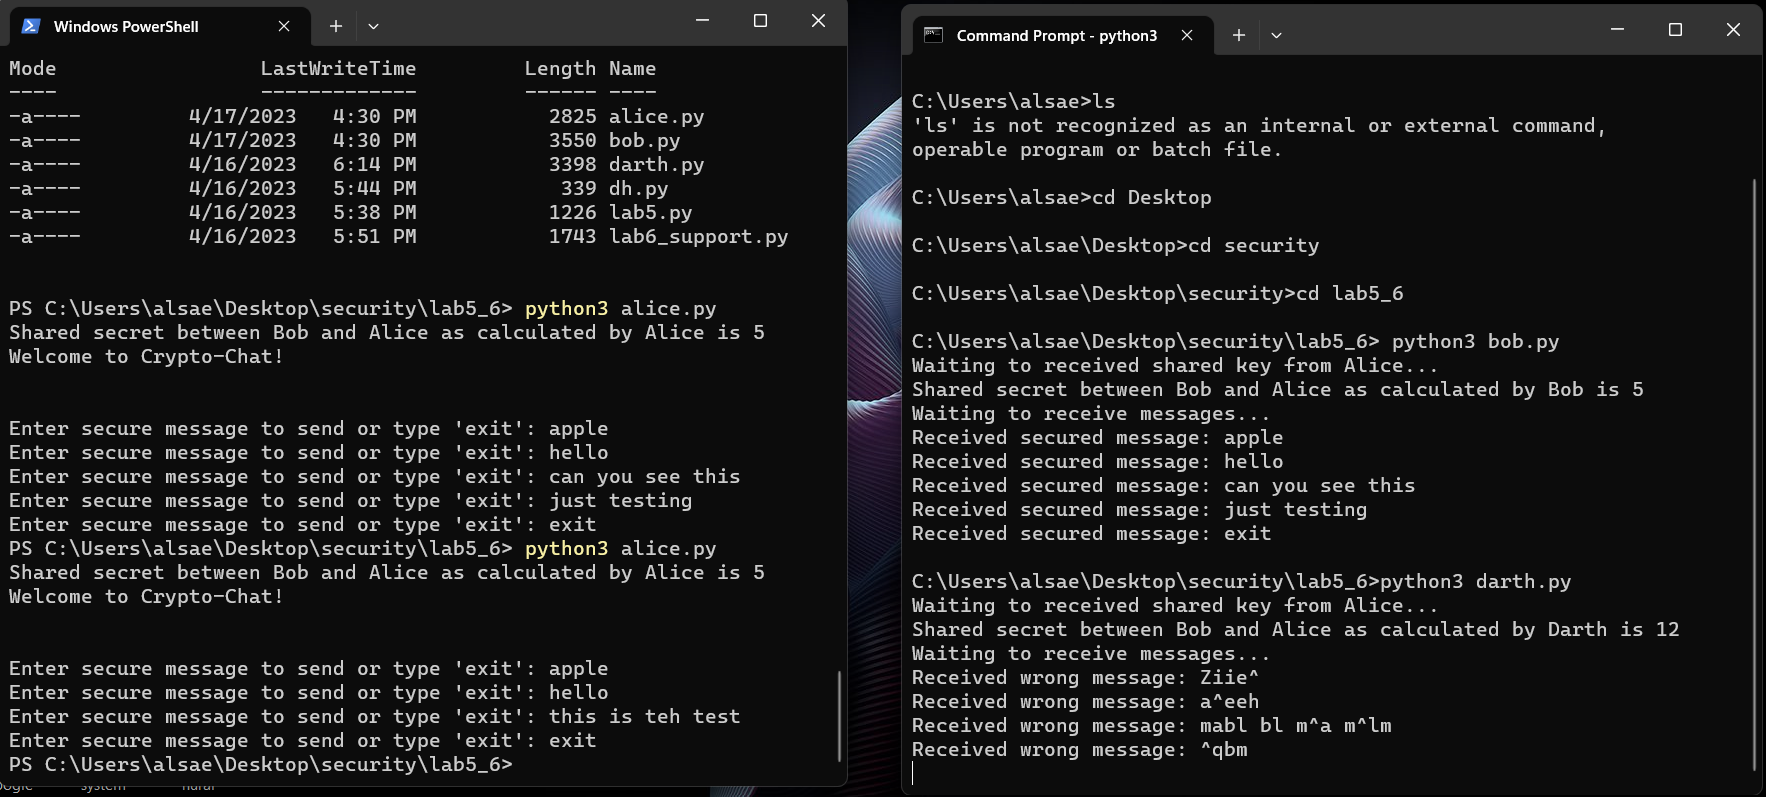 Windows PowerShell
Mode                 LastWriteTime         Length Name
----                 -------------         ------ ----
-a----         4/17/2023   4:30 PM           2825 alice.py
-a----         4/17/2023   4:30 PM           3550 bob.py
-a----         4/16/2023   6:14 PM           3398 darth.py
-a----         4/16/2023   5:44 PM            339 dh.py
-a----         4/16/2023   5:38 PM           1226 lab5.py
-a----         4/16/2023   5:51 PM           1743 lab6_support.py
PS C:\Users\alsae\Desktop\security\lab5_6> python3 alice.py
Shared secret between Bob and Alice as calculated by Alice is 5
Welcome to Crypto-Chat!
Enter secure message to send or type 'exit': apple
Enter secure message to send or type 'exit': hello
Enter secure message to send or type 'exit': can you see this
Enter secure message to send or type 'exit': just testing
Enter secure message to send or type 'exit': exit
PS C:\Users\alsae\Desktop\security\lab5_6> python3 alice.py
Shared secret between Bob and Alice as calculated by Alice is 5
Welcome to Crypto-Chat!
Enter secure message to send or type 'exit': apple
Enter secure message to send or type 'exit': hello
Enter secure message to send or type 'exit': this is teh test
Enter secure message to send or type 'exit': exit
PS C:\Users\alsae\Desktop\security\lab5_6>
Command Prompt - python3
C:\Users\alsae>ls
'ls' is not recognized as an internal or external command,
operable program or batch file.
C:\Users\alsae>cd Desktop
C:\Users\alsae\Desktop>cd security
C:\Users\alsae\Desktop\security>cd lab5_6
C:\Users\alsae\Desktop\security\lab5_6> python3 bob.py
Waiting to received shared key from Alice...
Shared secret between Bob and Alice as calculated by Bob is 5
Waiting to receive messages...
Received secured message: apple
Received secured message: hello
Received secured message: can you see this
Received secured message: just testing
Received secured message: exit
C:\Users\alsae\Desktop\security\lab5_6>python3 darth.py
Waiting to received shared key from Alice...
Shared secret between Bob and Alice as calculated by Darth is 12
Waiting to receive messages...
Received wrong message: Ziie^
Received wrong message: a^eeh
Received wrong message: mabl bl m^a m^lm
Received wrong message: ^qbm